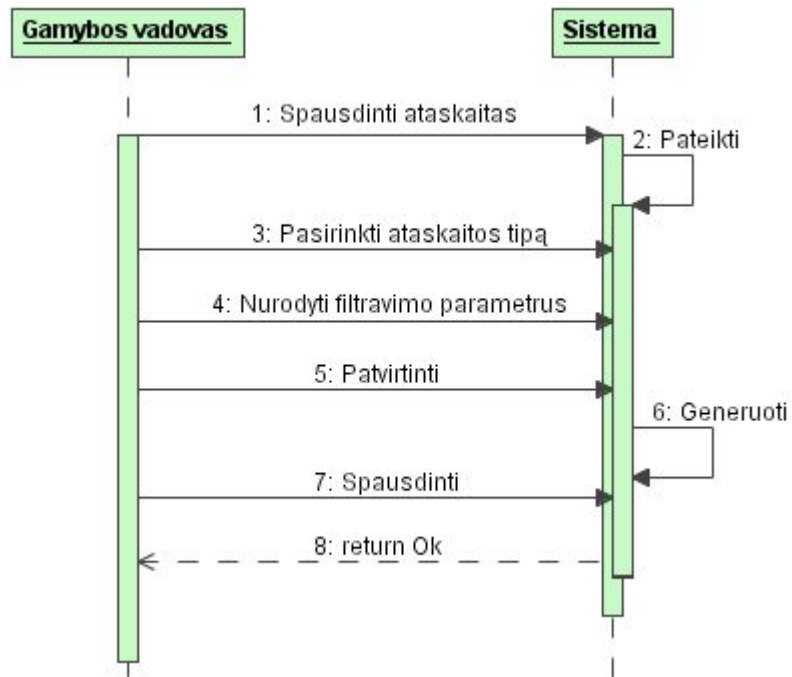 Gamybos vadovas
Sistema
1: Spausdinti ataskaitas
2: Pateikti
3: Pasirinkti ataskaitos tipą
4: Nurodyti filtravimo parametrus
5: Patvirtinti
6: Generuoti
7: Spausdinti
8: return Ok